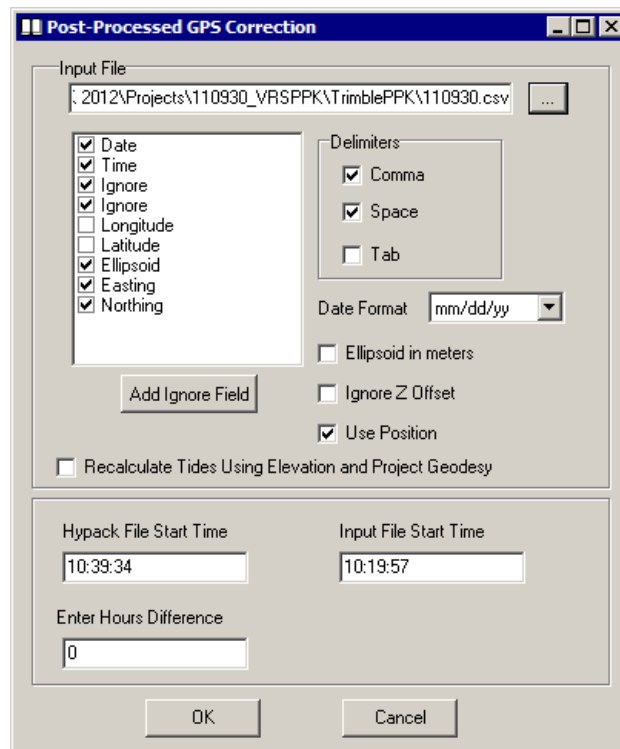 Post-Processed GPS Correction
Input File
: 2012\Projects\110930_VRSPPK\TrimblePPK\110930.csv
...
Date
Time
Ignore
Ignore
Longitude
Latitude
Ellipsoid
Easting
Northing
Add Ignore Field
Delimiters
Comma
Space
Tab
Date Format mm/dd/yy
Ellipsoid in meters
Ignore Z Offset
Use Position
Recalculate Tides Using Elevation and Project Geodesy
Hypack File Start Time
10:39:34
Input File Start Time
10:19:57
Enter Hours Difference
0
OK
Cancel